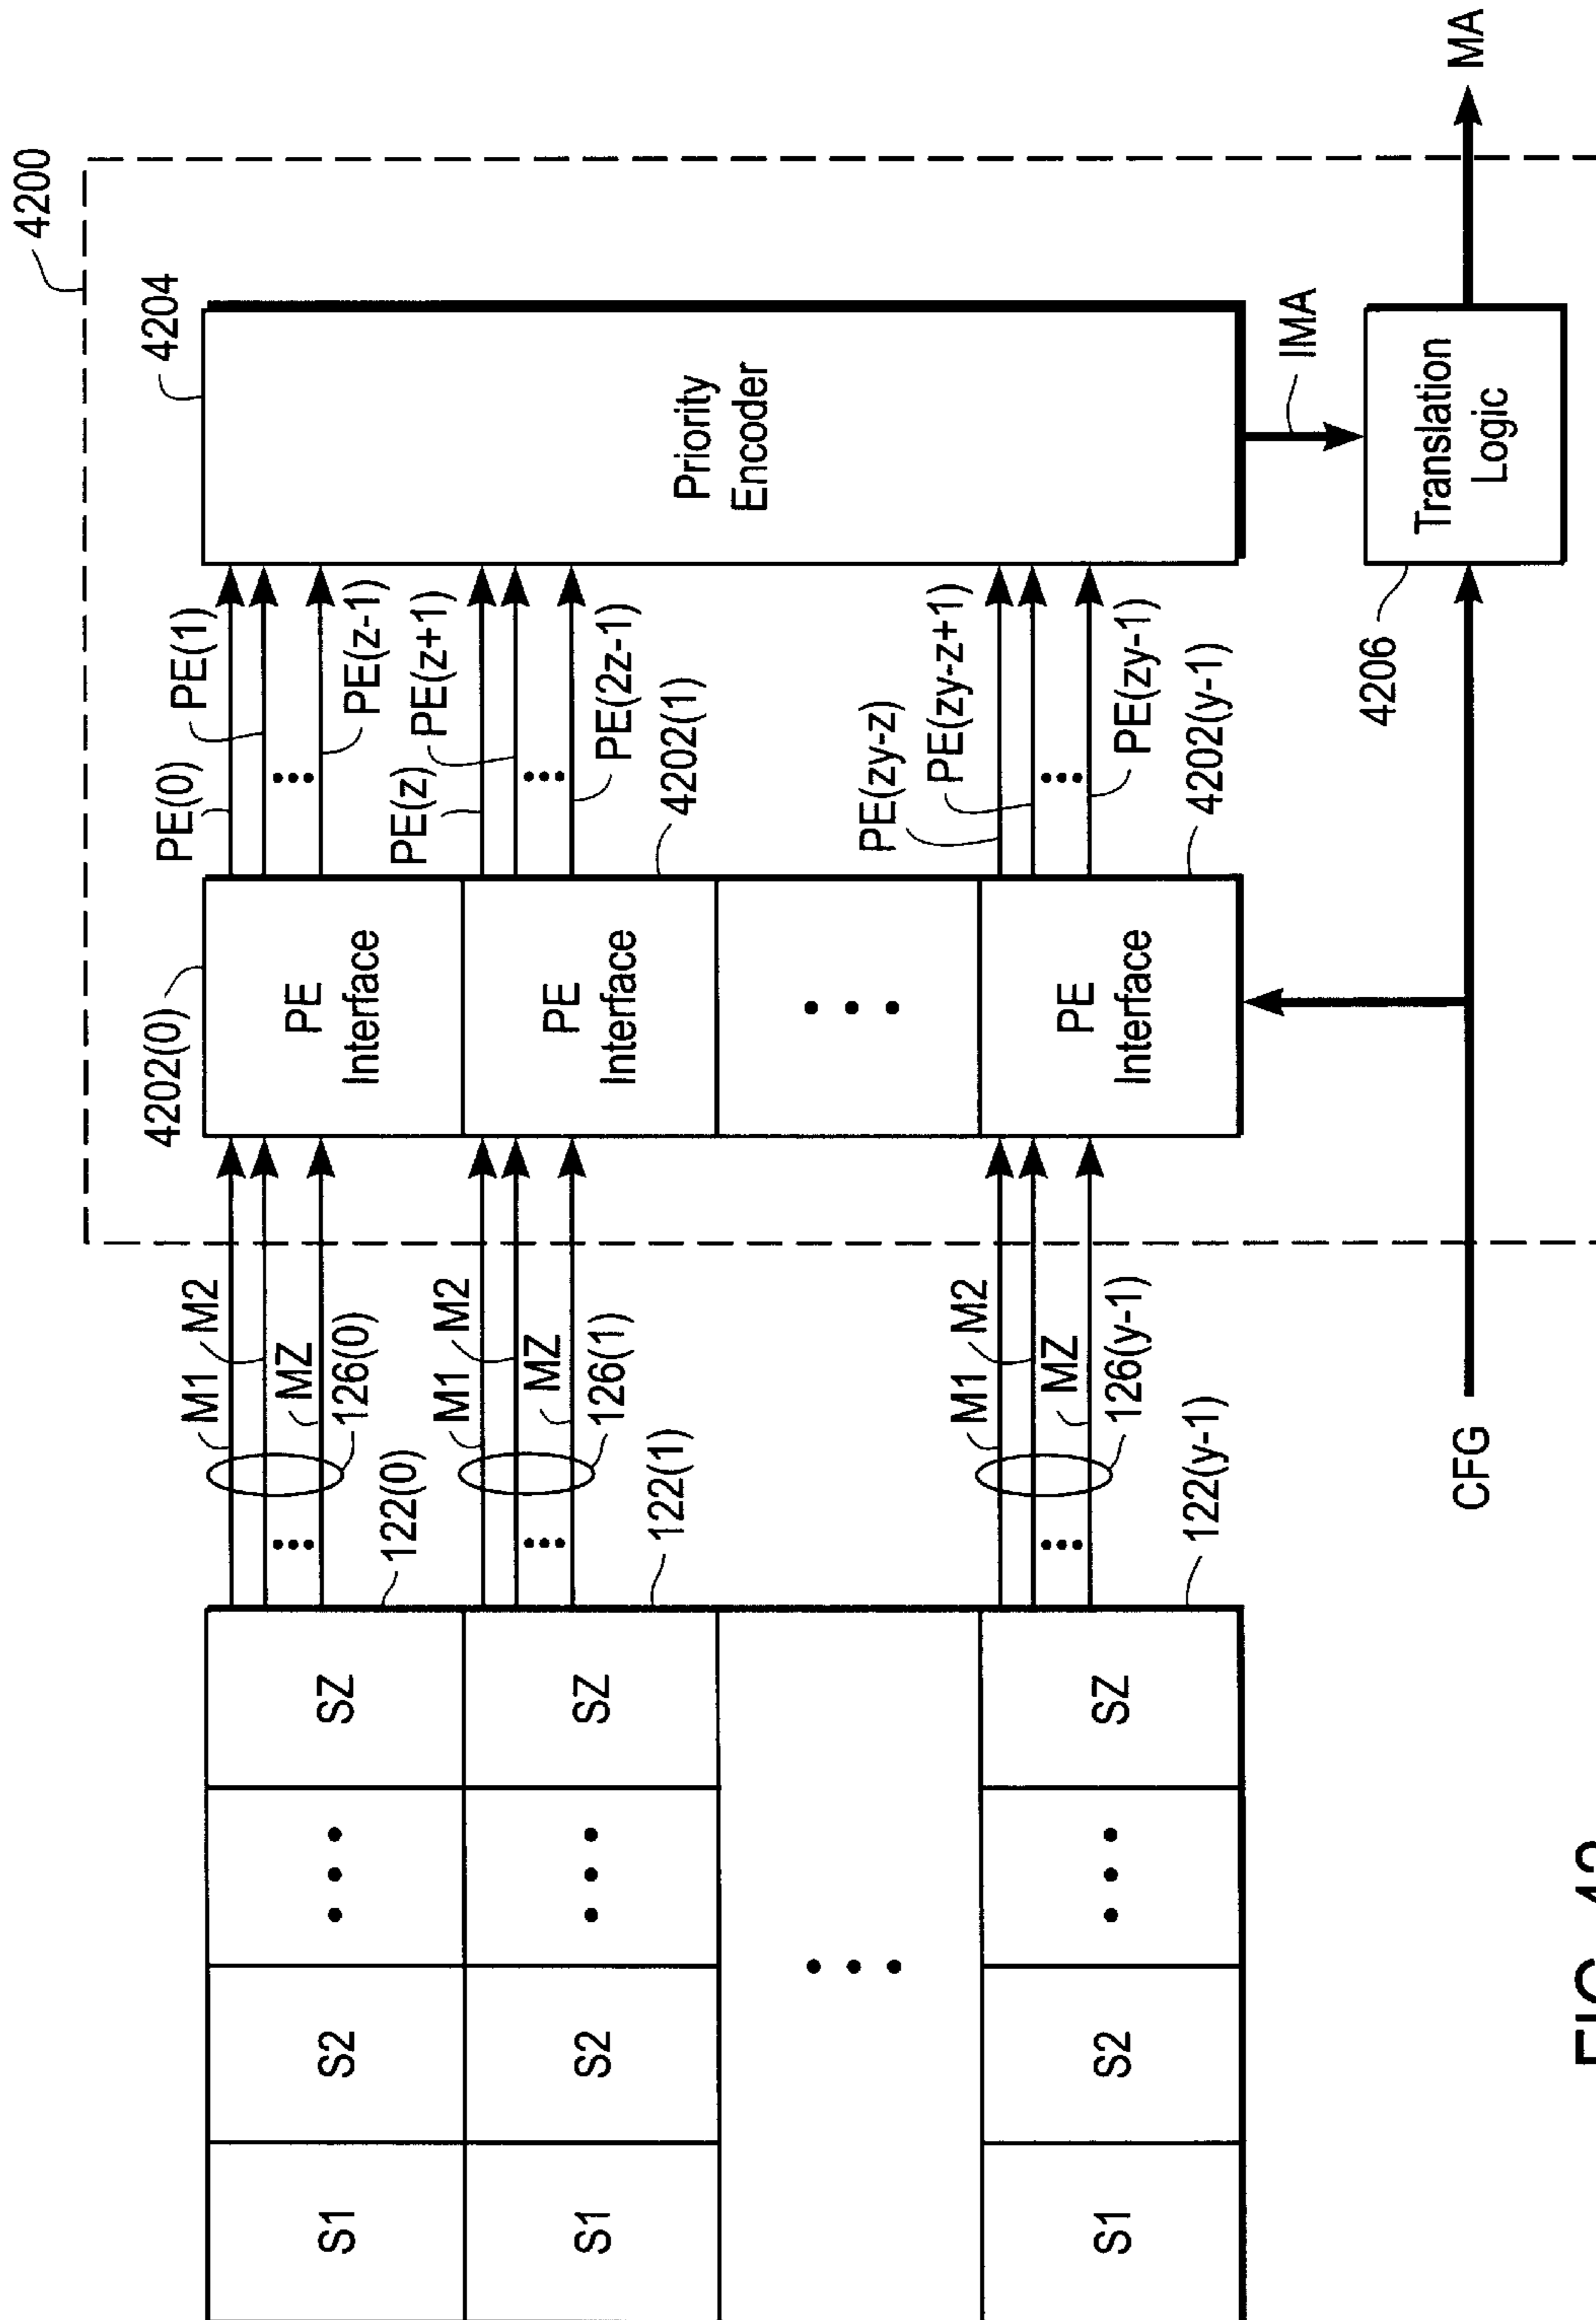 4200
4202(0)
4204
S1
S2
SZ
M1
M2
MZ
126(0)
122(0)
PE
Interface
PE(0)
PE(1)
PE(z-1)
Priority
Encoder
S1
S2
SZ
M1
M2
MZ
126(1)
122(1)
PE
Interface
PE(z)
PE(z+1)
PE(2z-1)
4202(1)
S1
S2
SZ
M1
M2
MZ
126(y-1)
122(y-1)
PE
Interface
PE(zy-z)
PE(zy-z+1)
PE(zy-1)
4202(y-1)
IMA
4206
Translation
Logic
CFG
MA